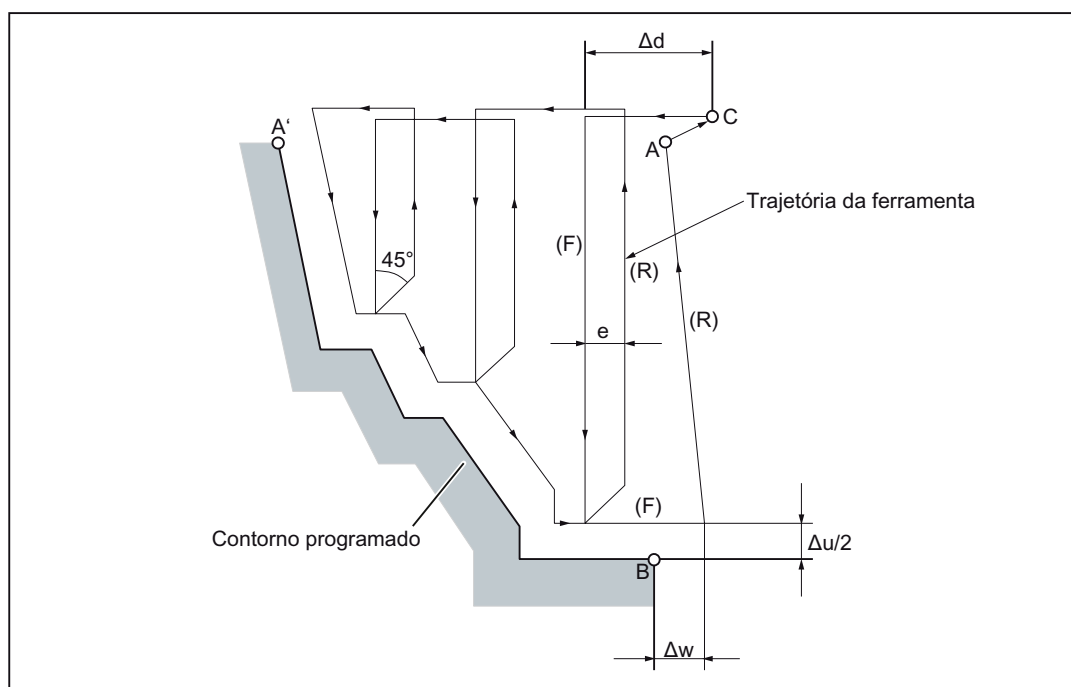 Δd
A‘
C
A
Trajetória da ferramenta
(F)
45°
(R)
(R)
e
(F)
Contorno programado
Δu/2
B
Δw